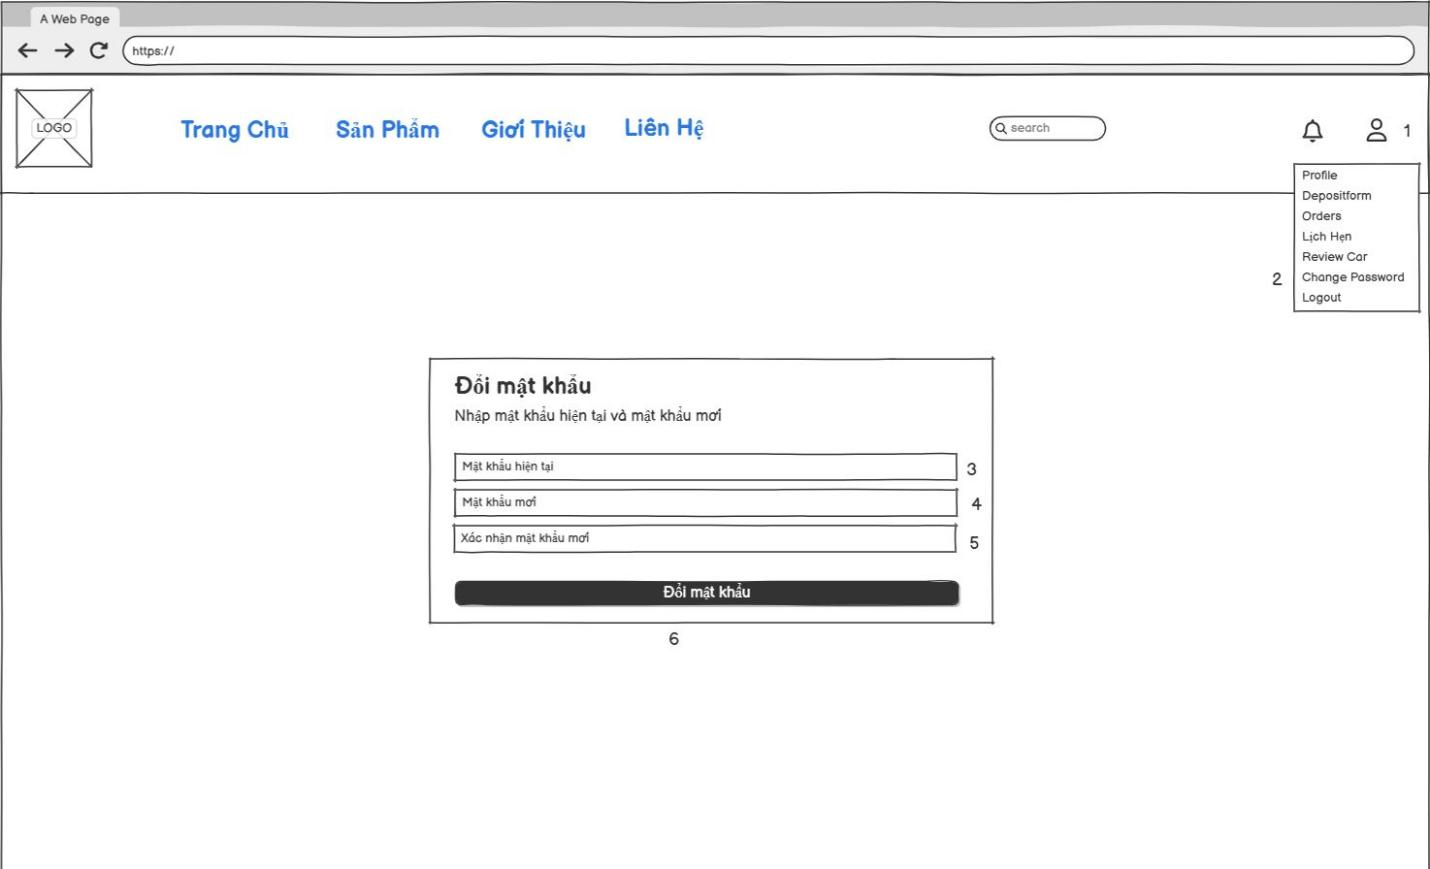 A Web Page
https://
LOGO
Trang Chủ
Sản Phẩm
Giới Thiệu
Liên Hệ
search
1
Profile
Depositform
Orders
Lịch Hẹn
Review Car
2
Change Password
Logout
Đổi mật khẩu
Nhập mật khẩu hiện tại và mật khẩu mới
Mật khẩu hiện tại
3
Mật khẩu mới
4
Xác nhận mật khẩu mới
5
Đổi mật khẩu
6